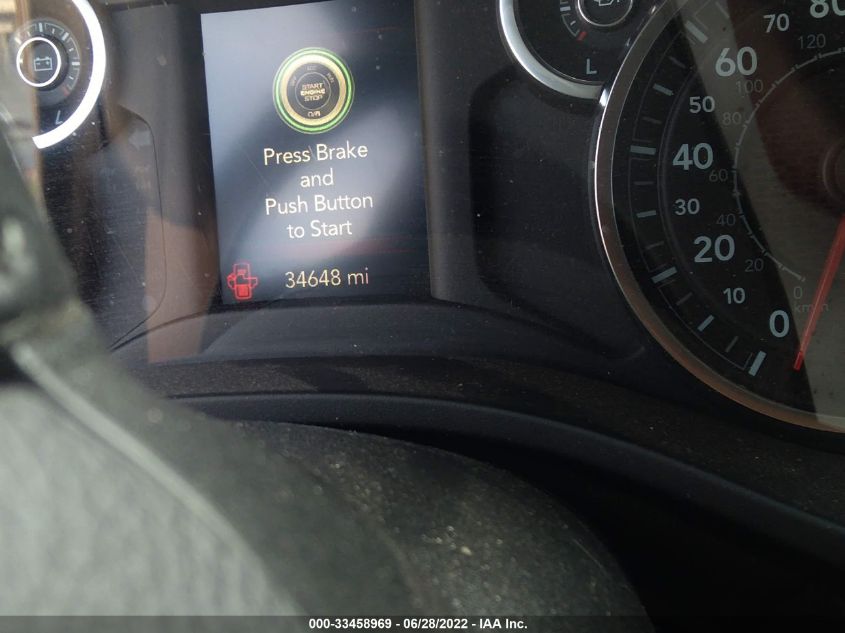 START
ENGINE
STOP
Press Brake
and
Push Button
to Start
34648 mi
L
L
80
70
60
50
40
30
20
10
0
120
100
80
60
40
20
0
km/h
000-33458969 - 06/28/2022 - IAA Inc.